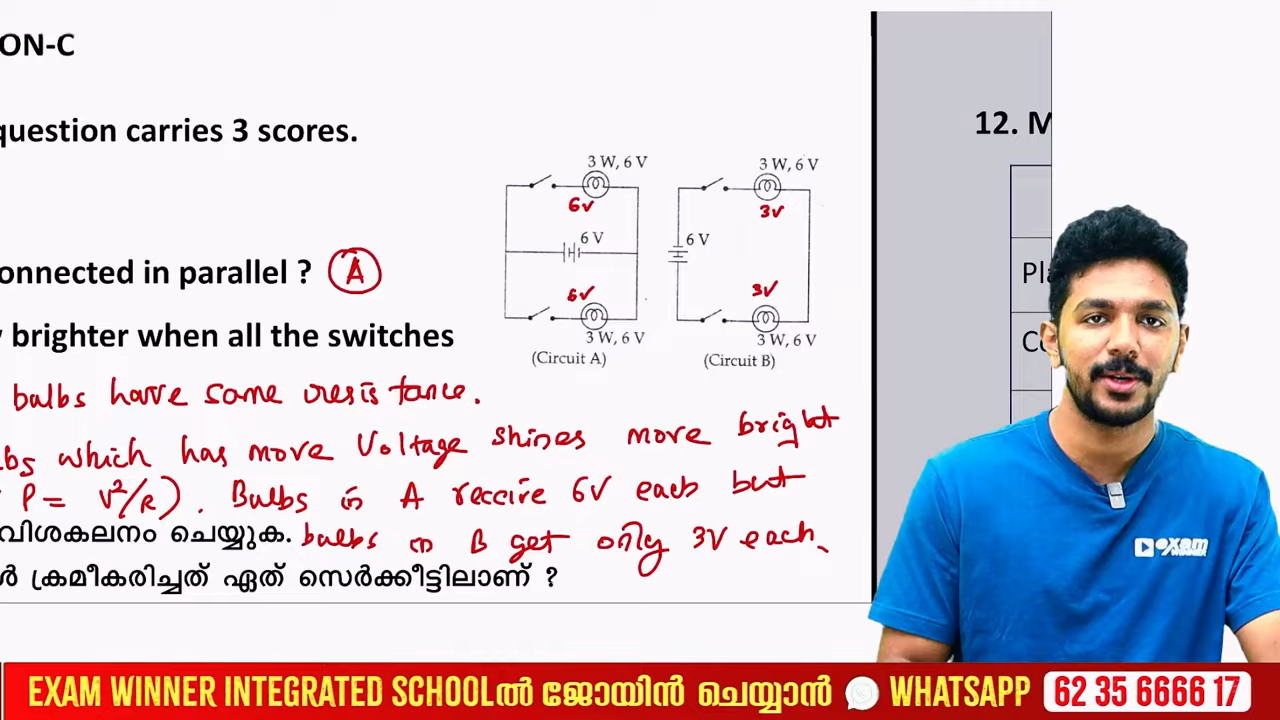 ON-C
question carries 3 scores.
12. M
3 W, 6 V
3 W, 6 V
6V
3V
6 V
6 V
onnected in parallel ? A
Pla
6V
3V
brighter when all the switches
3 W, 6 V
3 W, 6 V
Co
(Circuit A)
(Circuit B)
bulbs have same resistance.
bs which has more Voltage shines more bright
P = V²/R). Bulbs in A receive 6V each but
വിശകലനം ചെയ്യുക. bulbs in B get only 3V each.
ൾ ക്രമീകരിച്ചത് ഏത് സെർക്കീട്ടിലാണ് ?
exam
WINNER
EXAM WINNER INTEGRATED SCHOOLൽ ജോയിൻ ചെയ്യാൻ WHATSAPP 62 35 6666 17